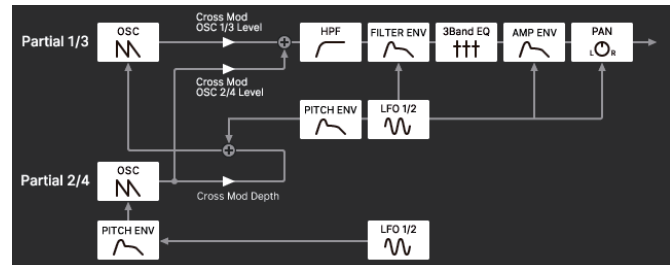 Partial 1/3
OSC
Cross Mod
OSC 1/3 Level
HPF
FILTER ENV
3Band EQ
AMP ENV
PAN
L R
Cross Mod
OSC 2/4 Level
PITCH ENV
LFO 1/2
Partial 2/4
OSC
Cross Mod Depth
PITCH ENV
LFO 1/2